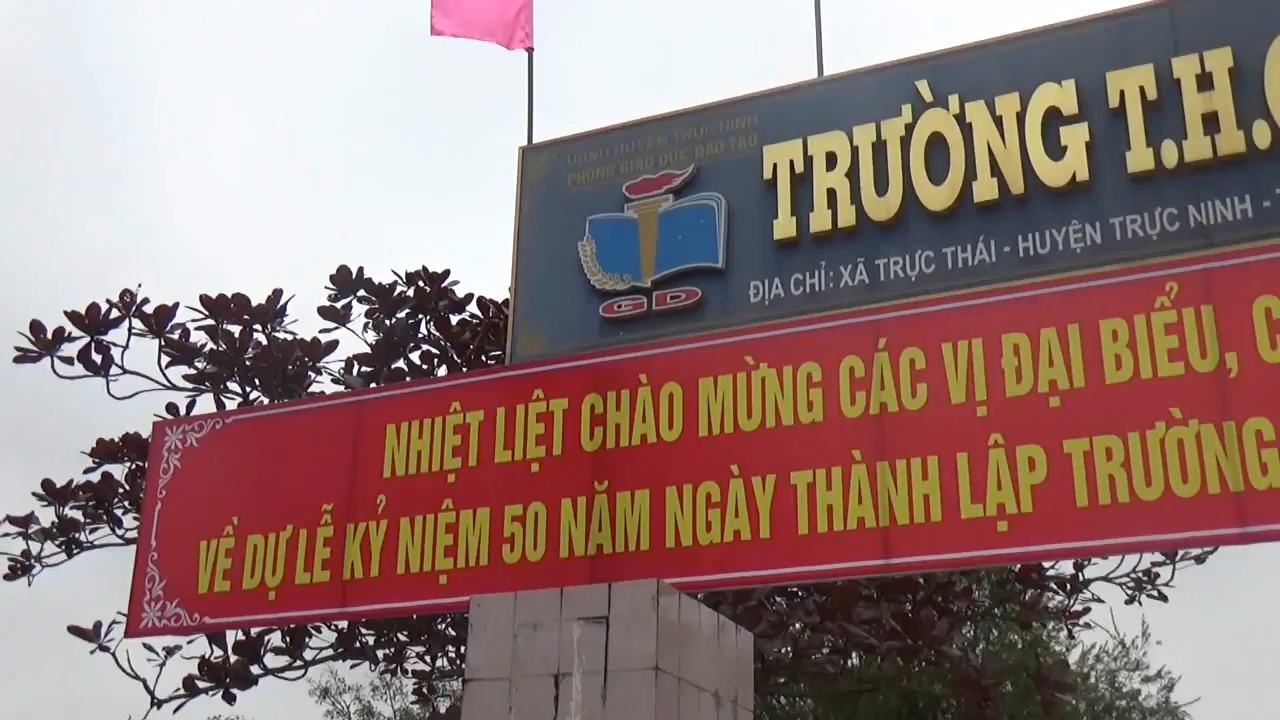 UBND HUYỆN TRỰC NINH
PHÒNG GIÁO DỤC ĐÀO TẠO
TRƯỜNG T.H.C
GD
ĐỊA CHỈ: XÃ TRỰC THÁI - HUYỆN TRỰC NINH -
NHIỆT LIỆT CHÀO MỪNG CÁC VỊ ĐẠI BIỂU, C
VỀ DỰ LỄ KỶ NIỆM 50 NĂM NGÀY THÀNH LẬP TRƯỜNG